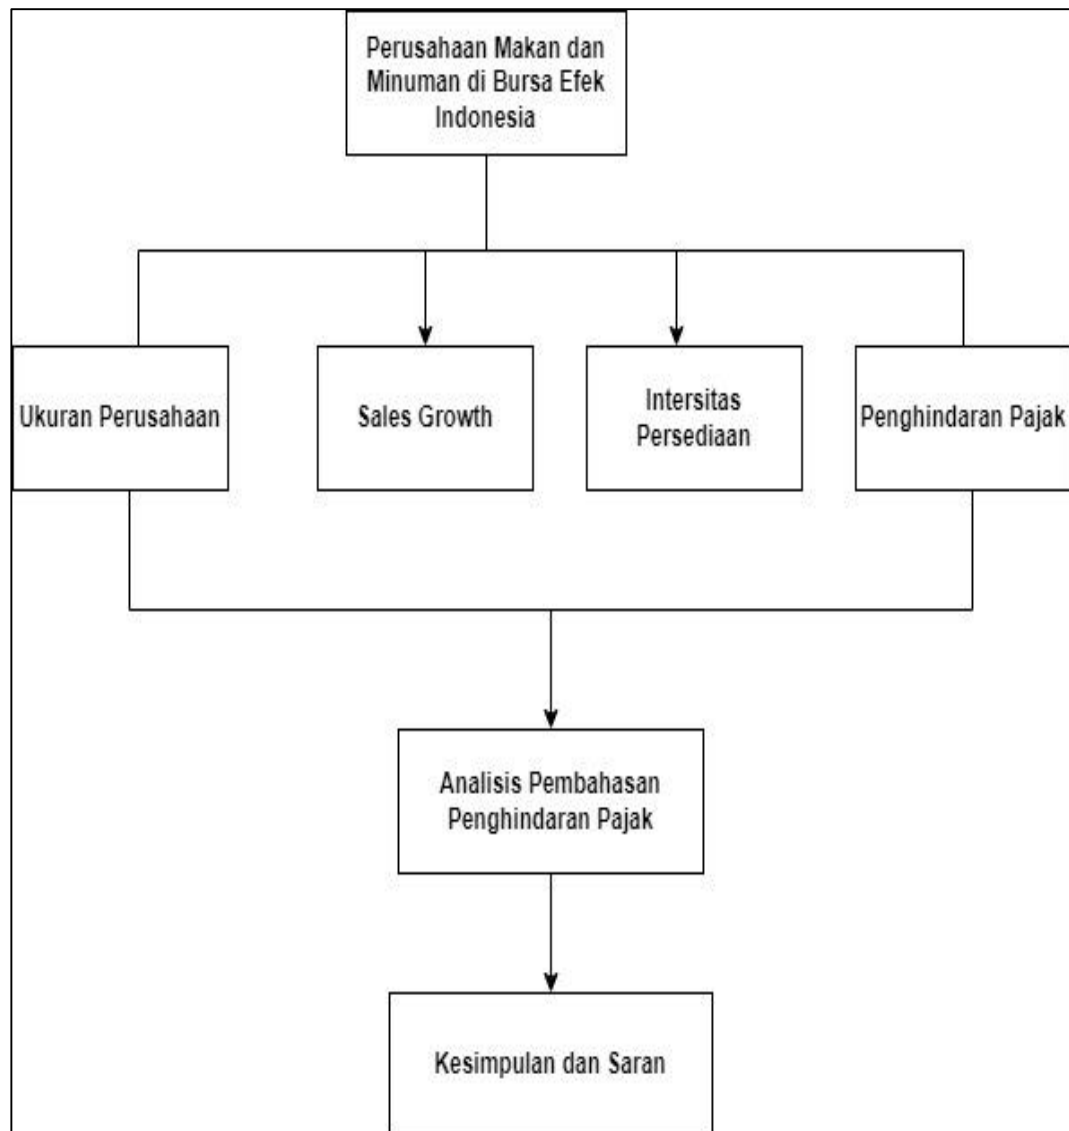 Perusahaan Makan dan
Minuman di Bursa Efek
Indonesia
Ukuran Perusahaan
Sales Growth
Intersitas
Persediaan
Penghindaran Pajak
Analisis Pembahasan
Penghindaran Pajak
Kesimpulan dan Saran